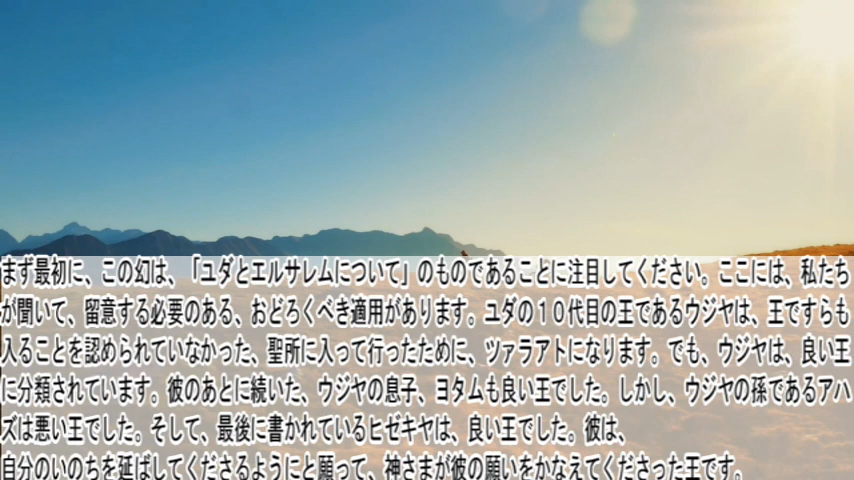 まず最初に、この幻は、「ユダとエルサレムについて」のものであることに注目してください。ここには、私たち
が聞いて、留意する必要のある、おどろくべき適用があります。ユダの１０代目の王であるウジヤは、王ですらも
入ることを認められていなかった、聖所に入って行ったために、ツァラアトになります。でも、ウジヤは、良い王
に分類されています。彼のあとに続いた、ウジヤの息子、ヨタムも良い王でした。しかし、ウジヤの孫であるアハ
ズは悪い王でした。そして、最後に書かれているヒゼキヤは、良い王でした。彼は、
自分のいのちを延ばしてくださるようにと願って、神さまが彼の願いをかなえてくださった王です。